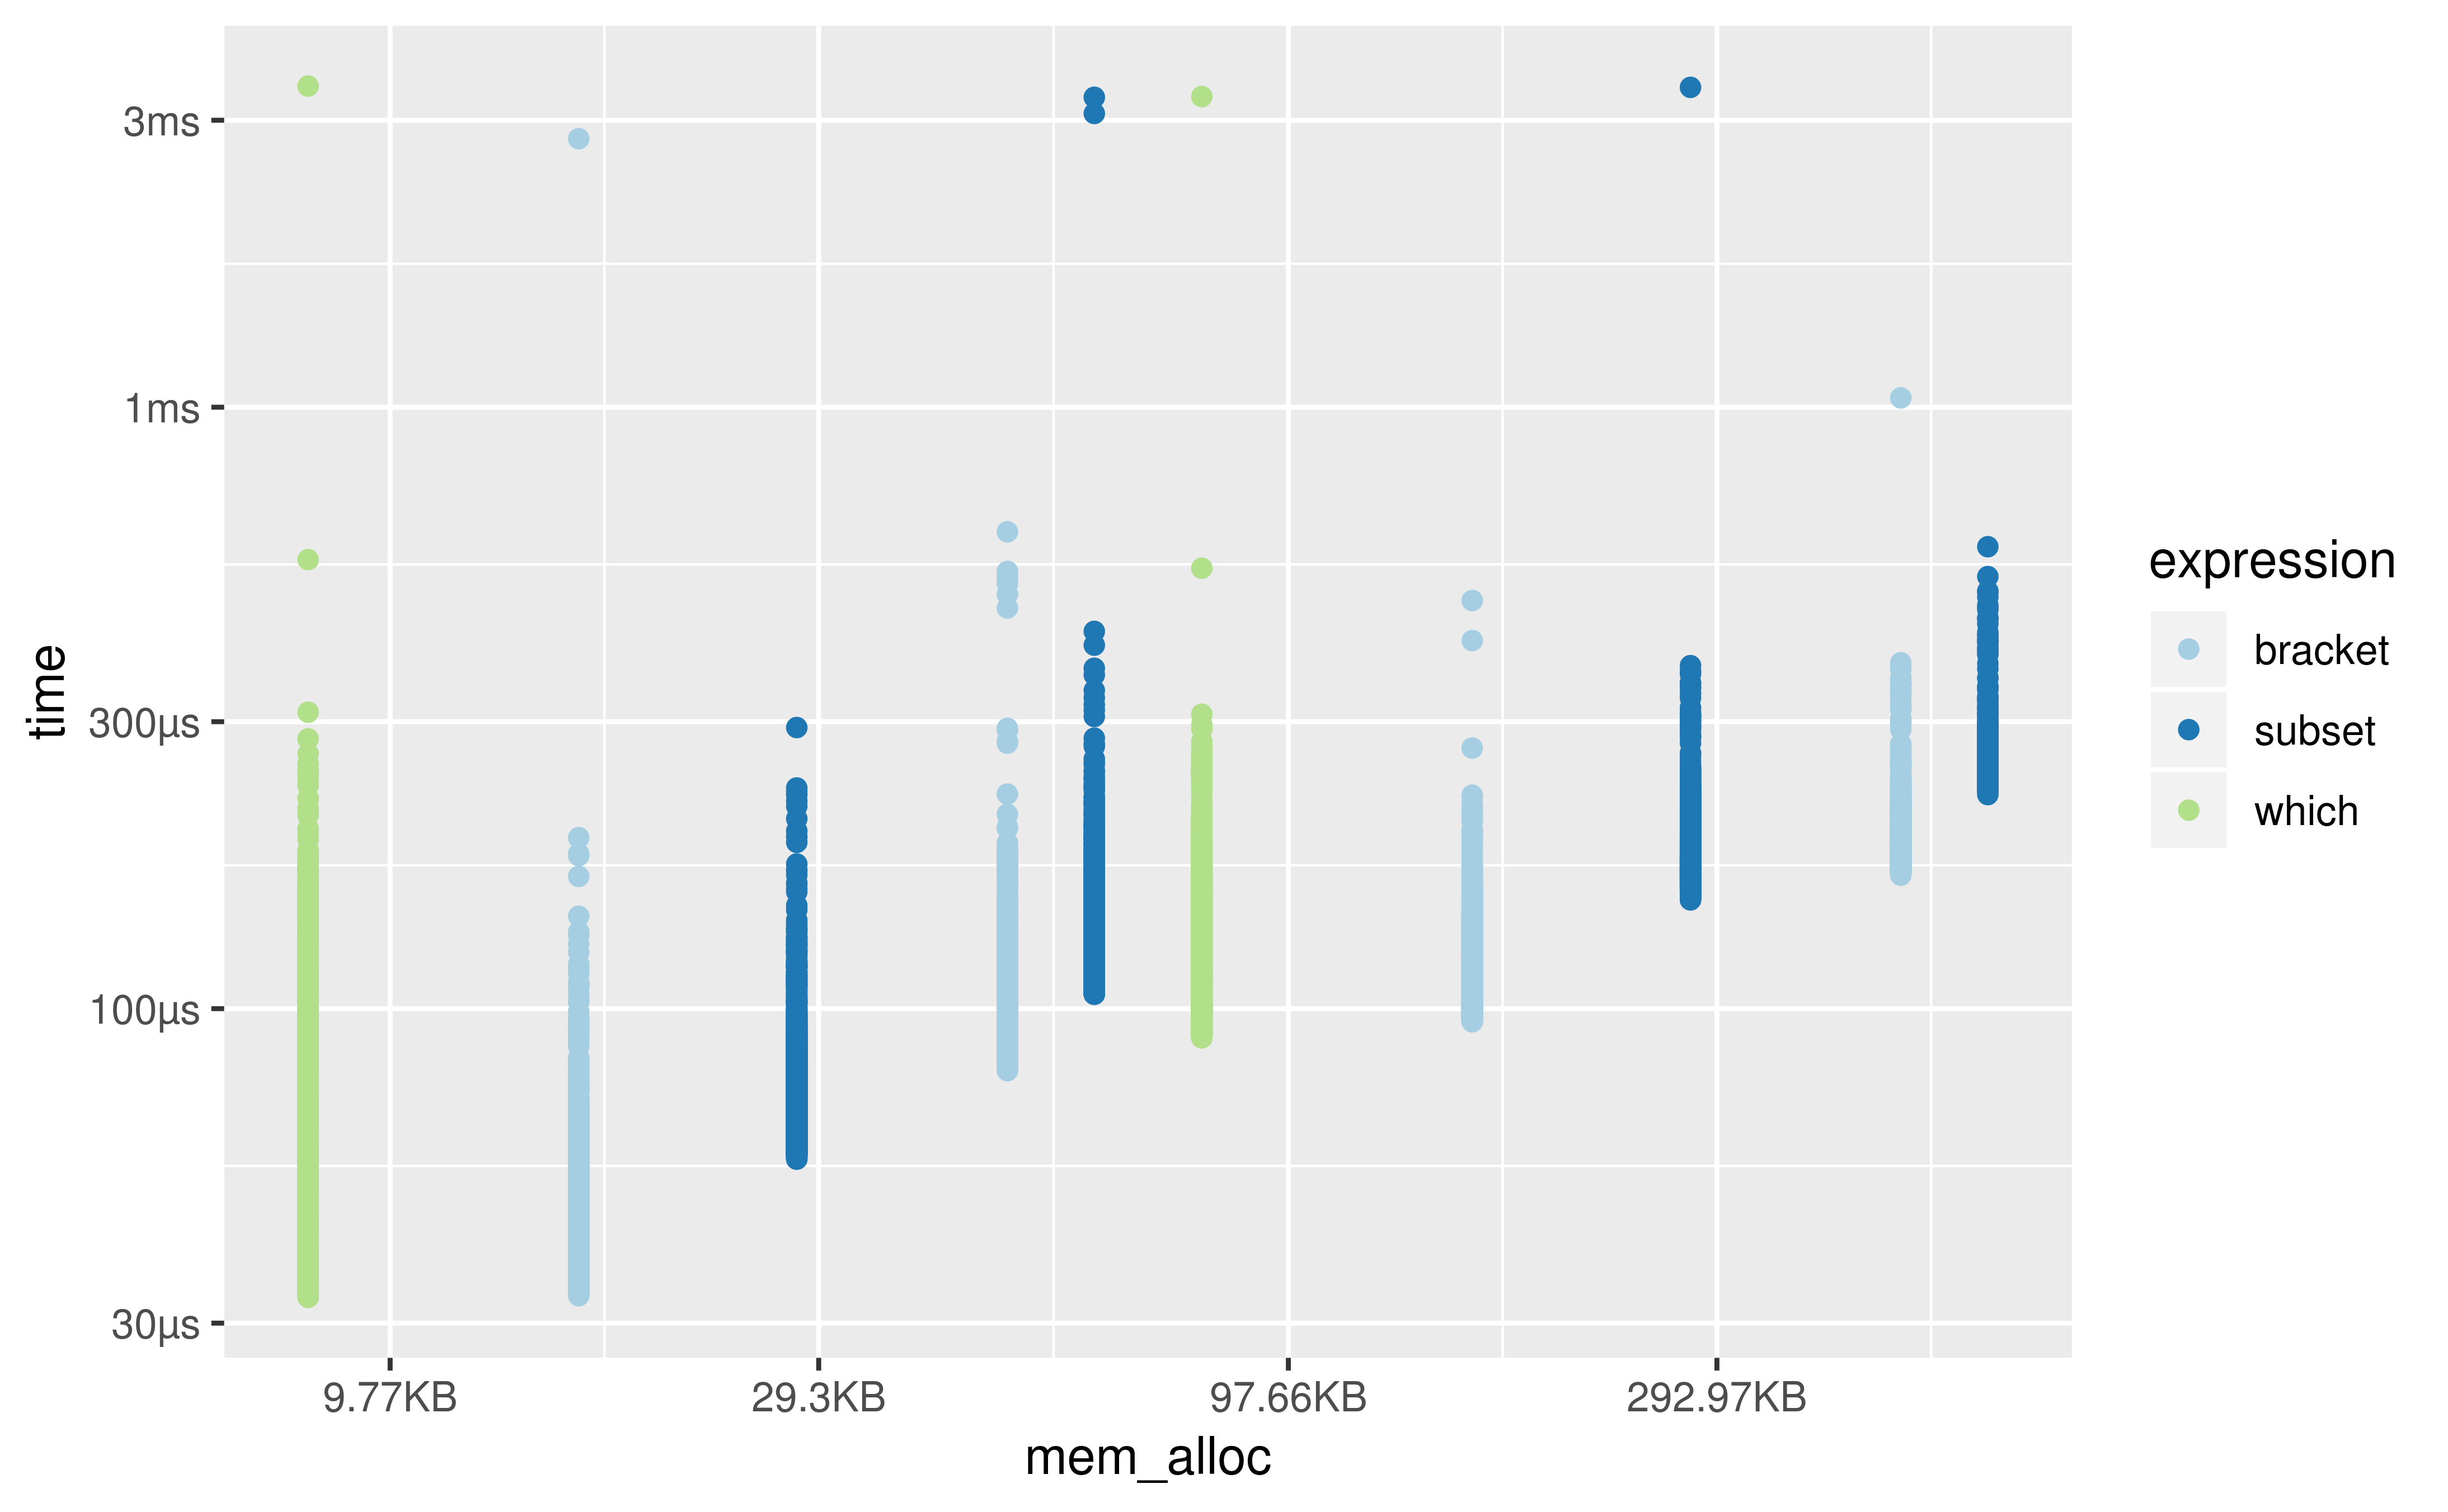 3ms
1ms
300µs
100µs
30µs
time
9.77KB 29.3KB 97.66KB 292.97KB
mem_alloc
expression
bracket
subset
which